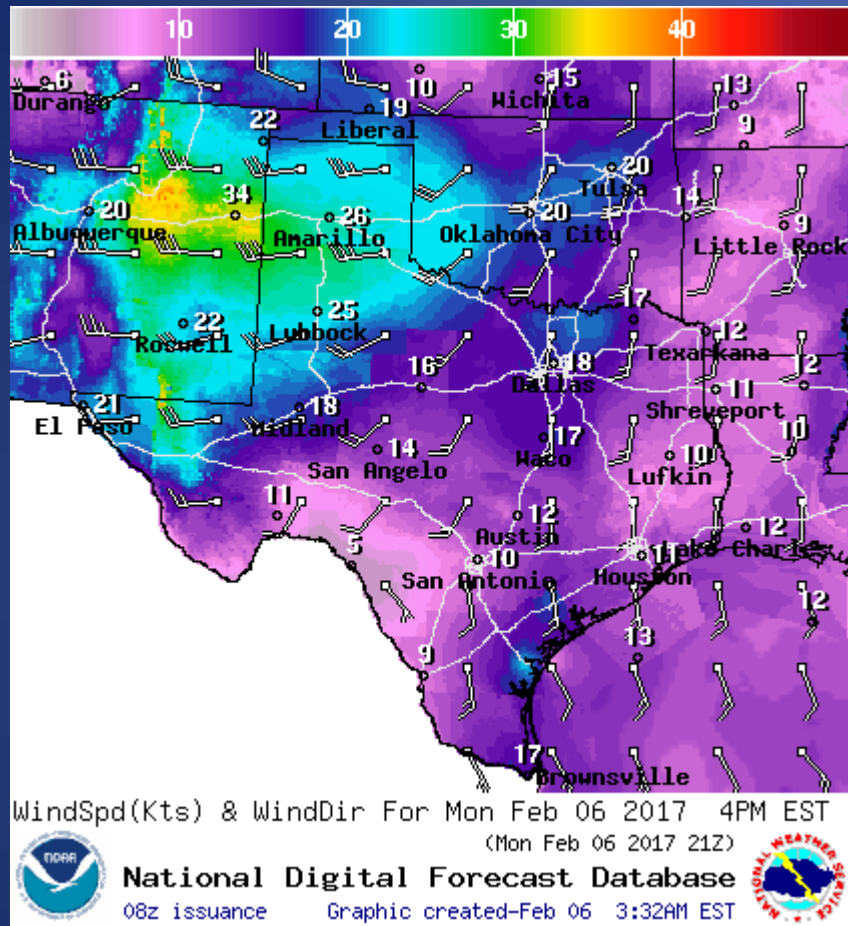 10 20 30 40
6 10 15 13
Durango Wichita
19
Liberal
22 9
20
Tulsa
34
20 26 20 14 9
Albuquerque Amarillo Oklahoma City Little Rock
25 17
22 Lubbock 12
Roswell Texarkana
16 18 12
Dallas 11
21 18 Shreveport
El Paso Midland
14 17 10 10
San Angelo Waco Lufkin
11 12 12
Austin Lake Charles
5 10 11
San Antonio Houston
12
13
9
17
Brownsville
WindSpd(Kts) & WindDir For Mon Feb 06 2017 4PM EST
(Mon Feb 06 2017 21Z)
NOAA
National Digital Forecast Database
08z issuance Graphic created-Feb 06 3:32AM EST
NATIONAL WEATHER SERVICE